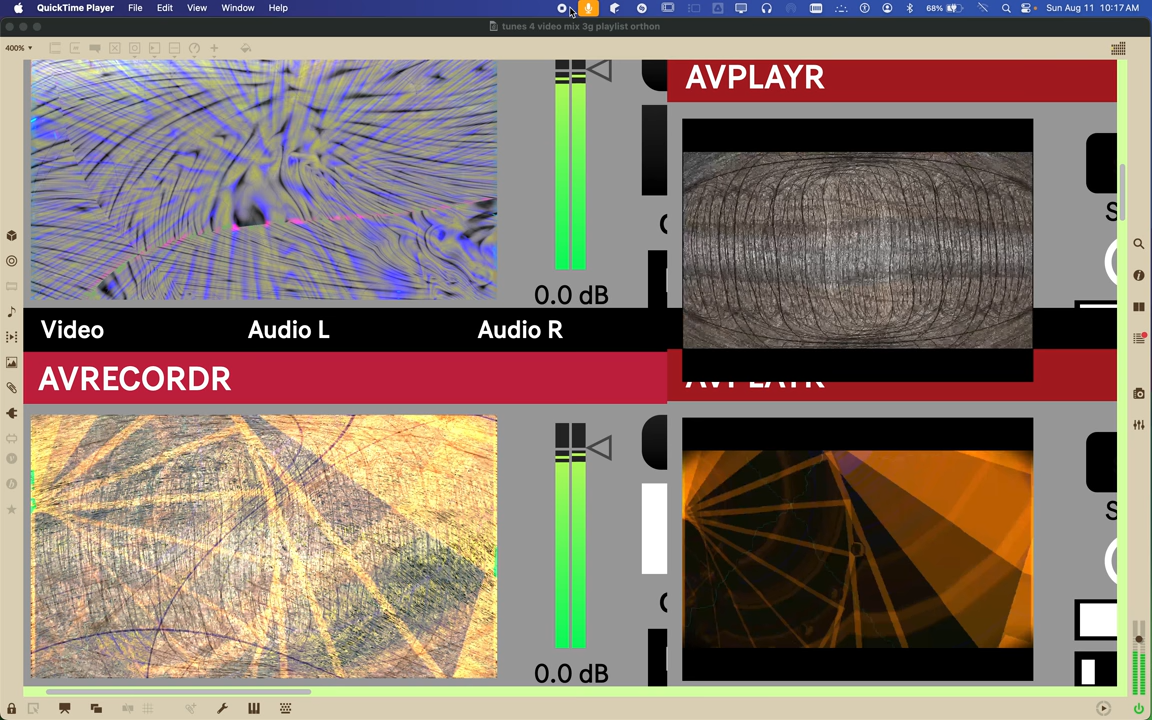 QuickTime Player File Edit View Window Help 68% Sun Aug 11 10:17 AM
tunes 4 video mix 3g playlist orthon
400%
AVPLAYR
S
0.0 dB
Video Audio L Audio R
AVRECORDR
S
0.0 dB